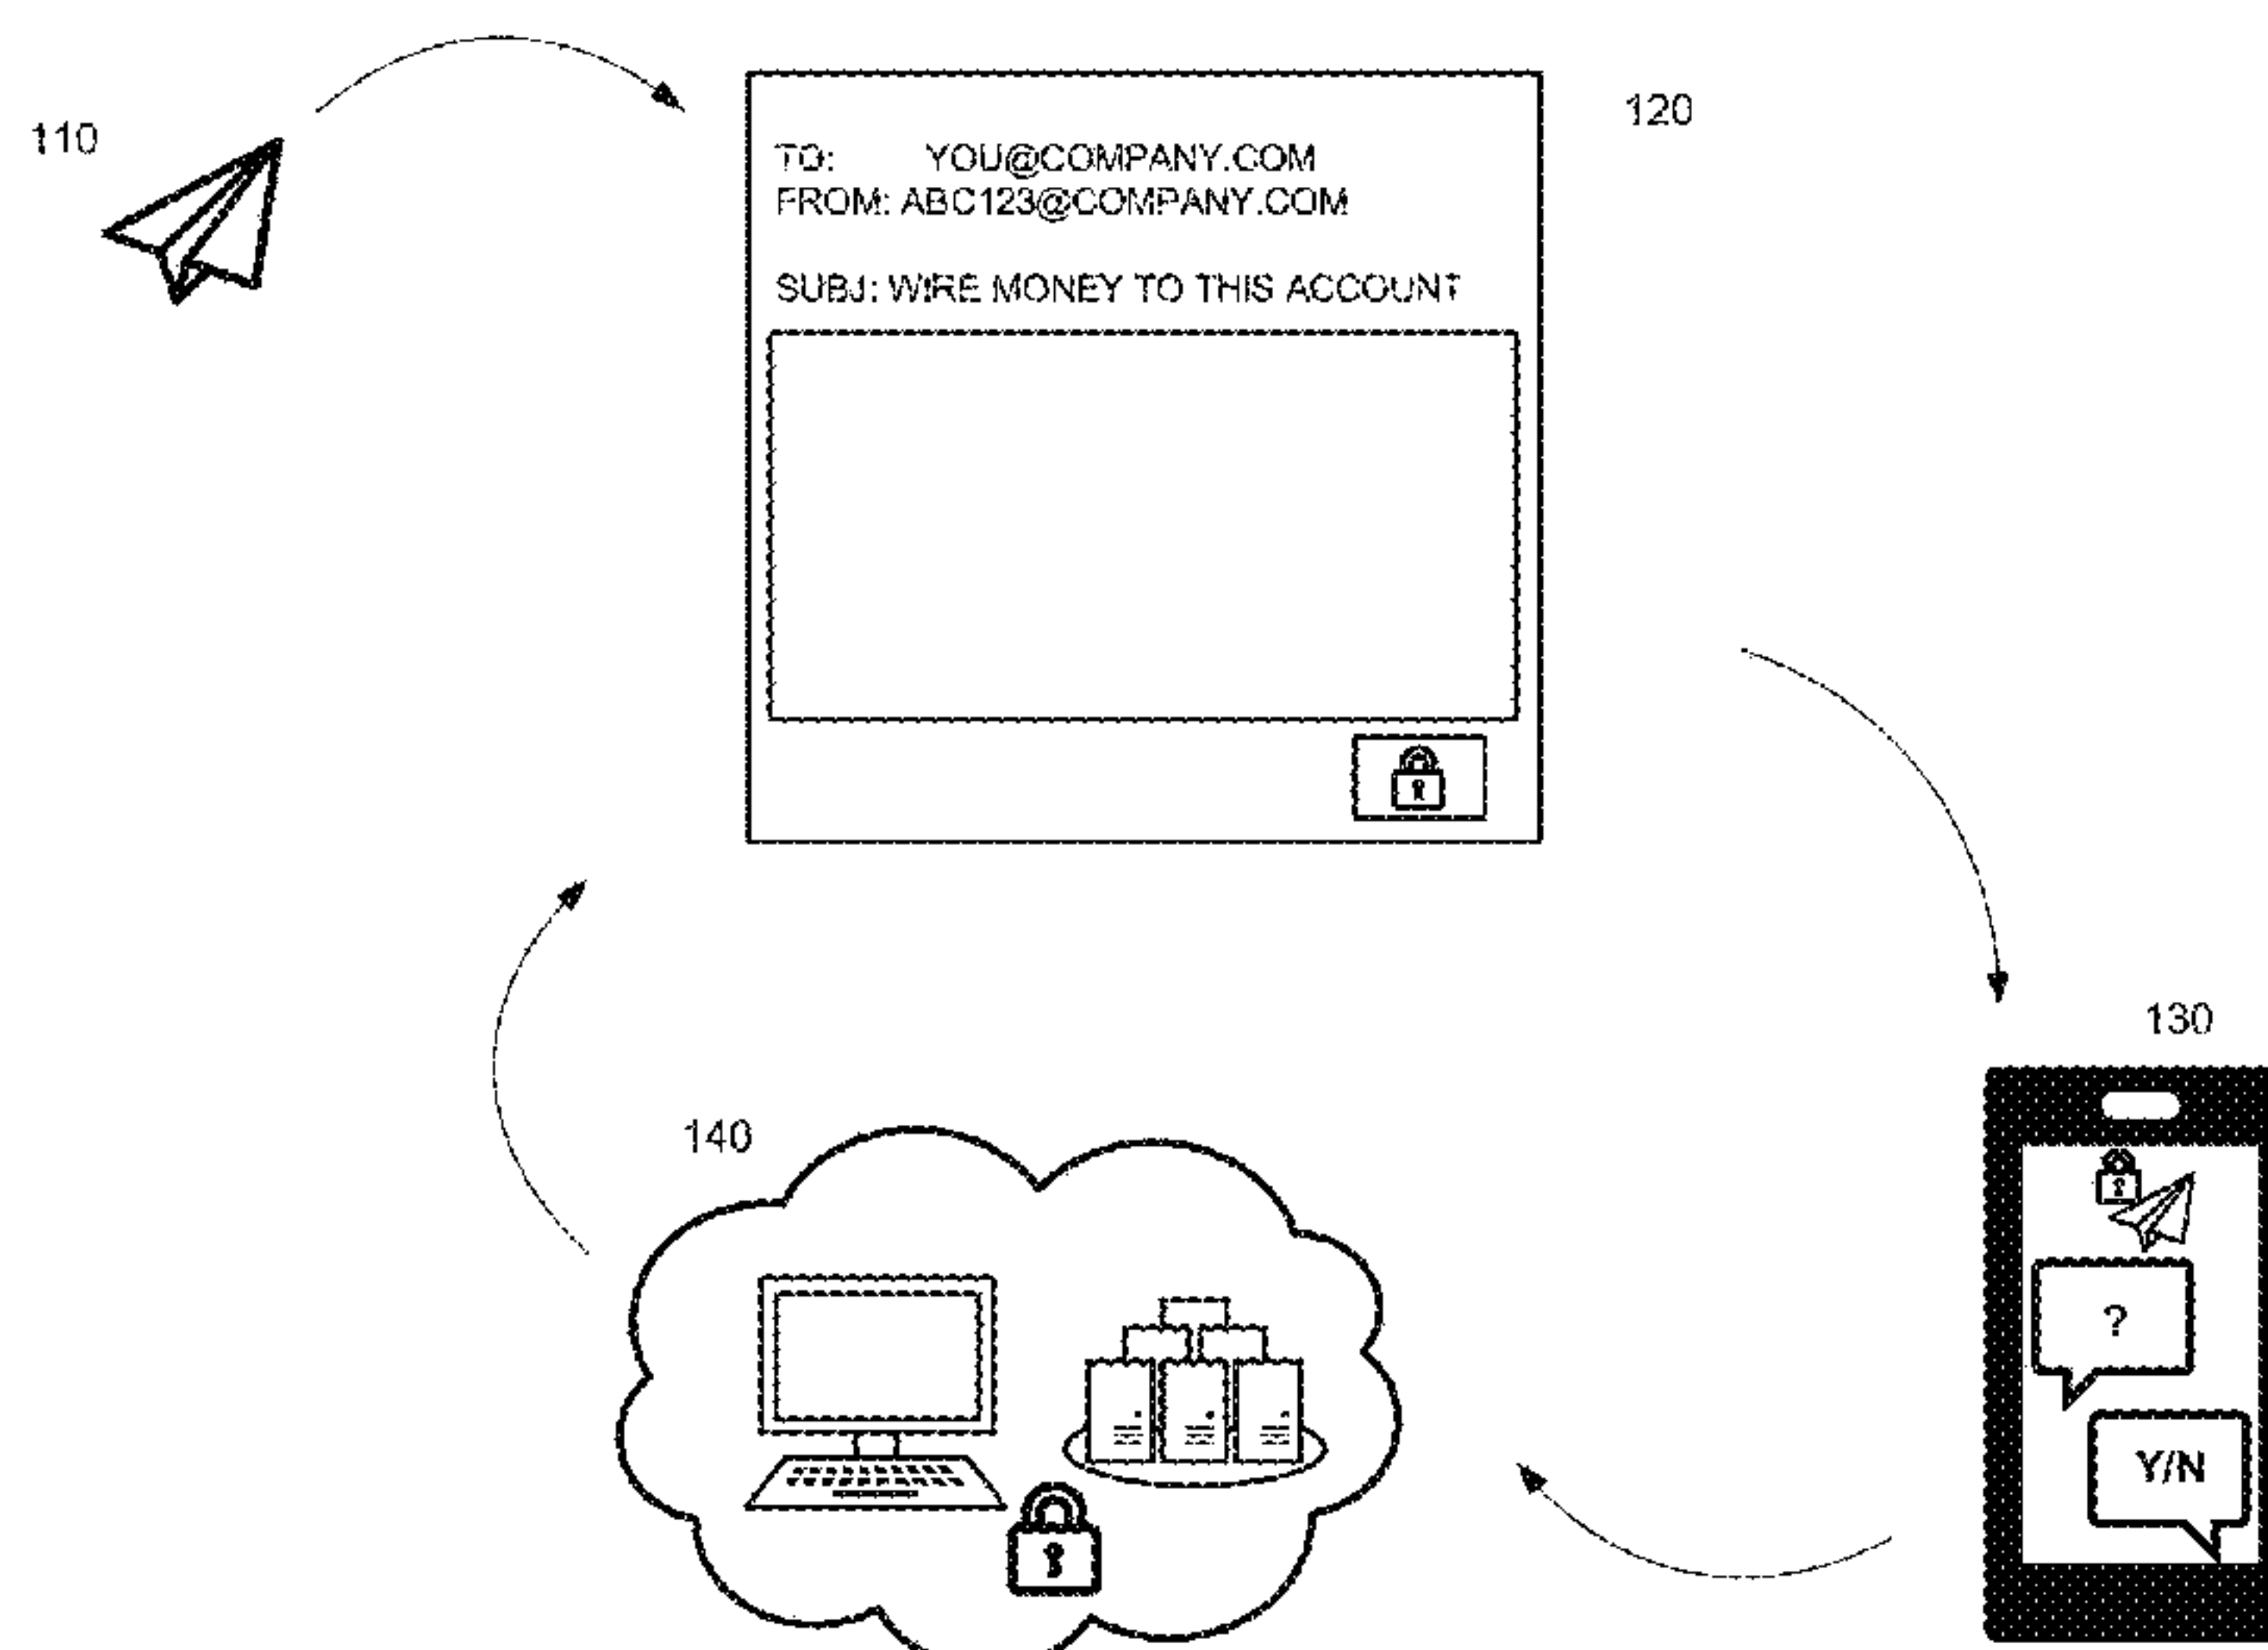 110
120
TO: YOU@COMPANY.COM
FROM: ABC123@COMPANY.COM
SUBJ: WIRE MONEY TO THIS ACCOUNT
130
140
?
Y/N